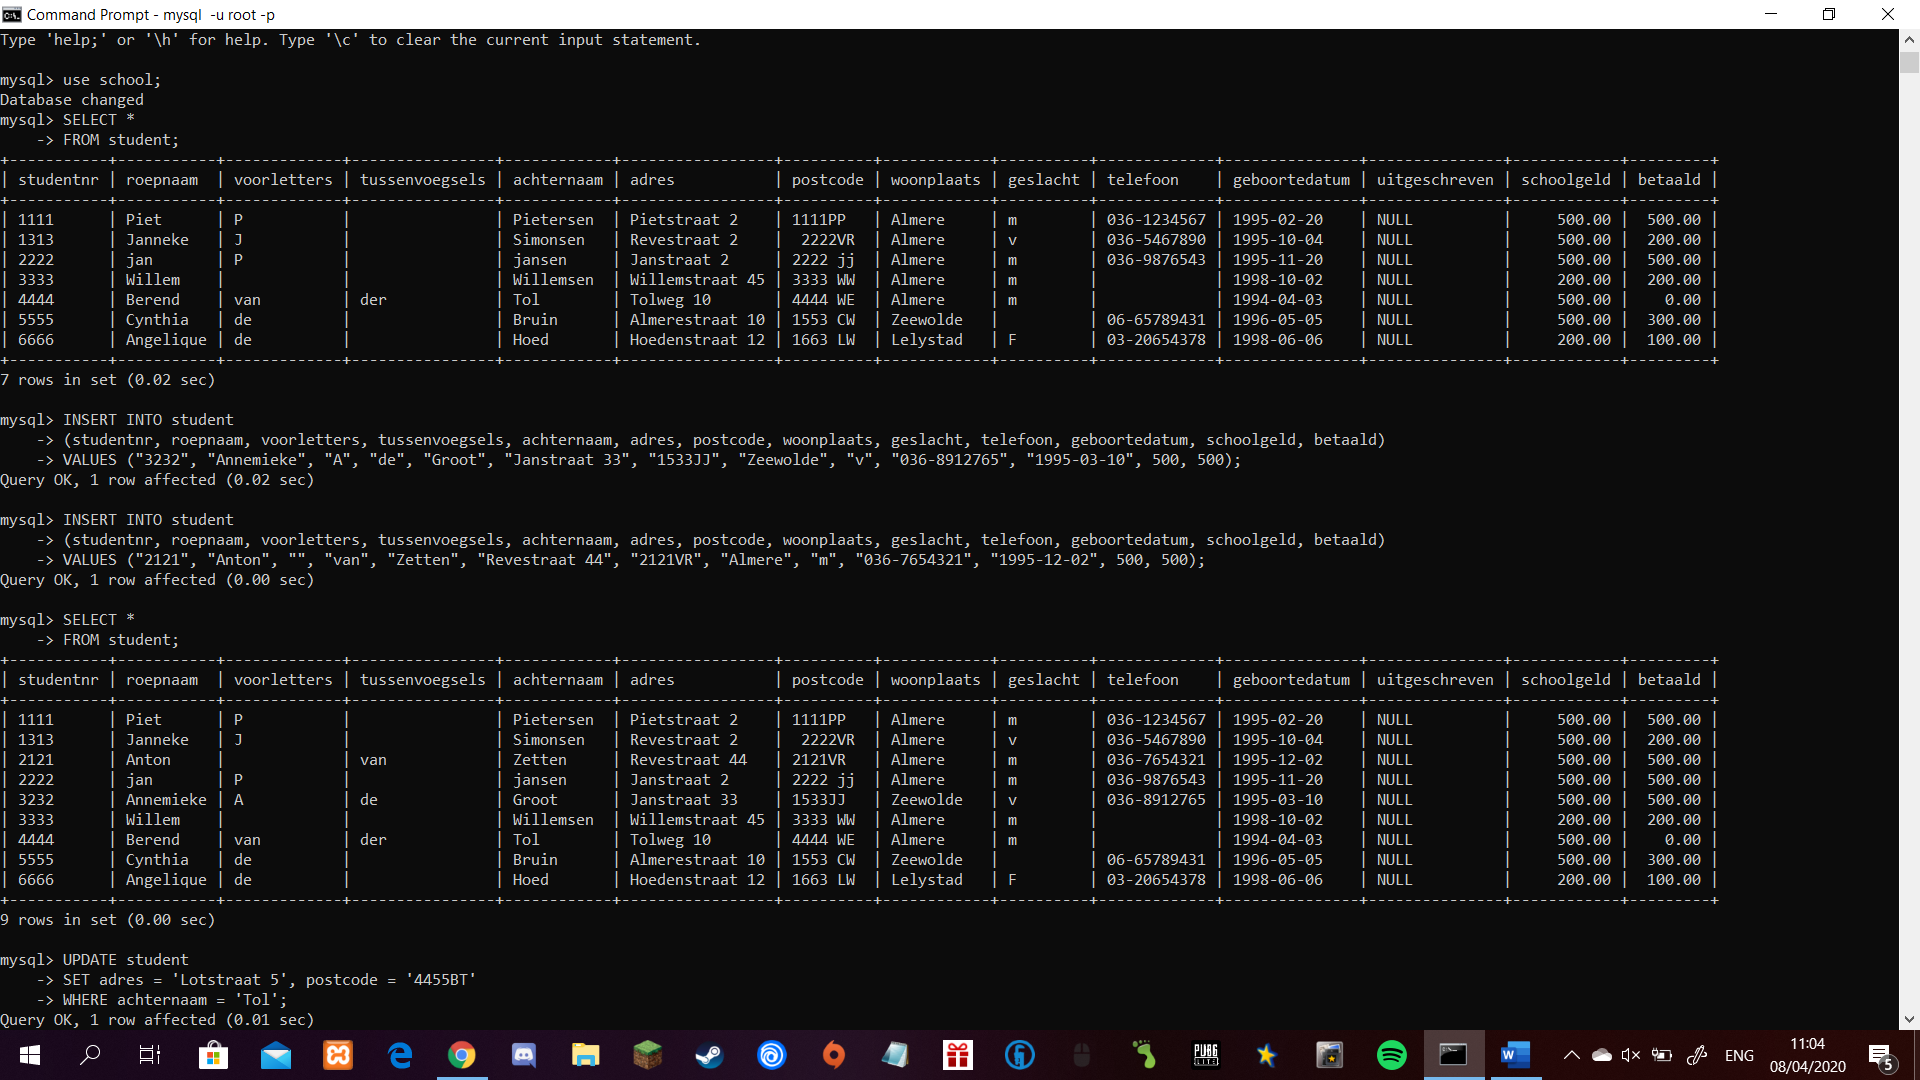 Command Prompt - mysql  -u root -p
Type 'help;' or '\h' for help. Type '\c' to clear the current input statement.
mysql> use school;
Database changed
mysql> SELECT *
    -> FROM student;
+-----------+-----------+-------------+----------------+------------+-----------------+----------+------------+----------+-------------+---------------+---------------+------------+---------+
| studentnr | roepnaam  | voorletters | tussenvoegsels | achternaam | adres           | postcode | woonplaats | geslacht | telefoon    | geboortedatum | uitgeschreven | schoolgeld | betaald |
+-----------+-----------+-------------+----------------+------------+-----------------+----------+------------+----------+-------------+---------------+---------------+------------+---------+
| 1111      | Piet      | P           |                | Pietersen  | Pietstraat 2    | 1111PP   | Almere     | m        | 036-1234567 | 1995-02-20    | NULL          |     500.00 |  500.00 |
| 1313      | Janneke   | J           |                | Simonsen   | Revestraat 2    |  2222VR  | Almere     | v        | 036-5467890 | 1995-10-04    | NULL          |     500.00 |  200.00 |
| 2222      | jan       | P           |                | jansen     | Janstraat 2     | 2222 jj  | Almere     | m        | 036-9876543 | 1995-11-20    | NULL          |     500.00 |  500.00 |
| 3333      | Willem    |             |                | Willemsen  | Willemstraat 45 | 3333 WW  | Almere     | m        |             | 1998-10-02    | NULL          |     200.00 |  200.00 |
| 4444      | Berend    | van         | der            | Tol        | Tolweg 10       | 4444 WE  | Almere     | m        |             | 1994-04-03    | NULL          |     500.00 |    0.00 |
| 5555      | Cynthia   | de          |                | Bruin      | Almerestraat 10 | 1553 CW  | Zeewolde   |          | 06-65789431 | 1996-05-05    | NULL          |     500.00 |  300.00 |
| 6666      | Angelique | de          |                | Hoed       | Hoedenstraat 12 | 1663 LW  | Lelystad   | F        | 03-20654378 | 1998-06-06    | NULL          |     200.00 |  100.00 |
+-----------+-----------+-------------+----------------+------------+-----------------+----------+------------+----------+-------------+---------------+---------------+------------+---------+
7 rows in set (0.02 sec)
mysql> INSERT INTO student
    -> (studentnr, roepnaam, voorletters, tussenvoegsels, achternaam, adres, postcode, woonplaats, geslacht, telefoon, geboortedatum, schoolgeld, betaald)
    -> VALUES ("3232", "Annemieke", "A", "de", "Groot", "Janstraat 33", "1533JJ", "Zeewolde", "v", "036-8912765", "1995-03-10", 500, 500);
Query OK, 1 row affected (0.02 sec)
mysql> INSERT INTO student
    -> (studentnr, roepnaam, voorletters, tussenvoegsels, achternaam, adres, postcode, woonplaats, geslacht, telefoon, geboortedatum, schoolgeld, betaald)
    -> VALUES ("2121", "Anton", "", "van", "Zetten", "Revestraat 44", "2121VR", "Almere", "m", "036-7654321", "1995-12-02", 500, 500);
Query OK, 1 row affected (0.00 sec)
mysql> SELECT *
    -> FROM student;
+-----------+-----------+-------------+----------------+------------+-----------------+----------+------------+----------+-------------+---------------+---------------+------------+---------+
| studentnr | roepnaam  | voorletters | tussenvoegsels | achternaam | adres           | postcode | woonplaats | geslacht | telefoon    | geboortedatum | uitgeschreven | schoolgeld | betaald |
+-----------+-----------+-------------+----------------+------------+-----------------+----------+------------+----------+-------------+---------------+---------------+------------+---------+
| 1111      | Piet      | P           |                | Pietersen  | Pietstraat 2    | 1111PP   | Almere     | m        | 036-1234567 | 1995-02-20    | NULL          |     500.00 |  500.00 |
| 1313      | Janneke   | J           |                | Simonsen   | Revestraat 2    |  2222VR  | Almere     | v        | 036-5467890 | 1995-10-04    | NULL          |     500.00 |  200.00 |
| 2121      | Anton     |             | van            | Zetten     | Revestraat 44   | 2121VR   | Almere     | m        | 036-7654321 | 1995-12-02    | NULL          |     500.00 |  500.00 |
| 2222      | jan       | P           |                | jansen     | Janstraat 2     | 2222 jj  | Almere     | m        | 036-9876543 | 1995-11-20    | NULL          |     500.00 |  500.00 |
| 3232      | Annemieke | A           | de             | Groot      | Janstraat 33    | 1533JJ   | Zeewolde   | v        | 036-8912765 | 1995-03-10    | NULL          |     500.00 |  500.00 |
| 3333      | Willem    |             |                | Willemsen  | Willemstraat 45 | 3333 WW  | Almere     | m        |             | 1998-10-02    | NULL          |     200.00 |  200.00 |
| 4444      | Berend    | van         | der            | Tol        | Tolweg 10       | 4444 WE  | Almere     | m        |             | 1994-04-03    | NULL          |     500.00 |    0.00 |
| 5555      | Cynthia   | de          |                | Bruin      | Almerestraat 10 | 1553 CW  | Zeewolde   |          | 06-65789431 | 1996-05-05    | NULL          |     500.00 |  300.00 |
| 6666      | Angelique | de          |                | Hoed       | Hoedenstraat 12 | 1663 LW  | Lelystad   | F        | 03-20654378 | 1998-06-06    | NULL          |     200.00 |  100.00 |
+-----------+-----------+-------------+----------------+------------+-----------------+----------+------------+----------+-------------+---------------+---------------+------------+---------+
9 rows in set (0.00 sec)
mysql> UPDATE student
    -> SET adres = 'Lotstraat 5', postcode = '4455BT'
    -> WHERE achternaam = 'Tol';
Query OK, 1 row affected (0.01 sec)
PUBG
LITE
ENG
11:04
08/04/2020
5